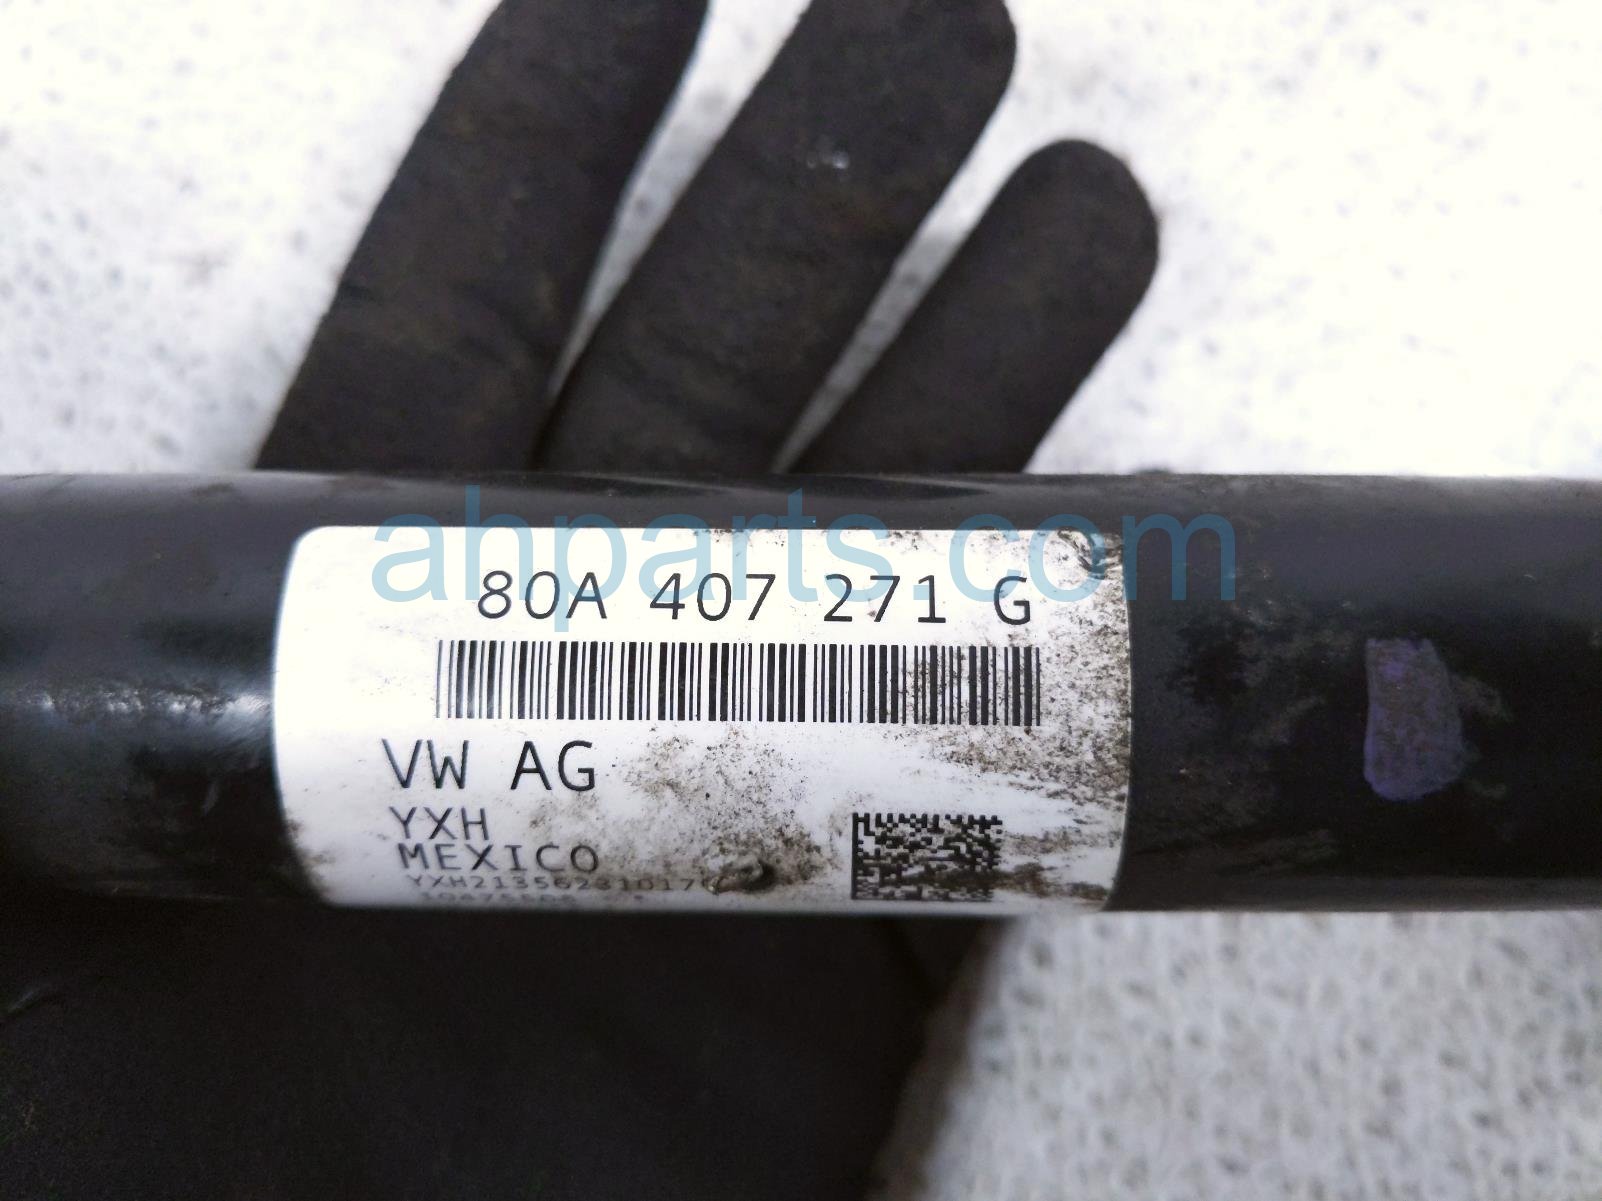 ahparts.com
80A 407 271 G
VW AG
YXH
MEXICO